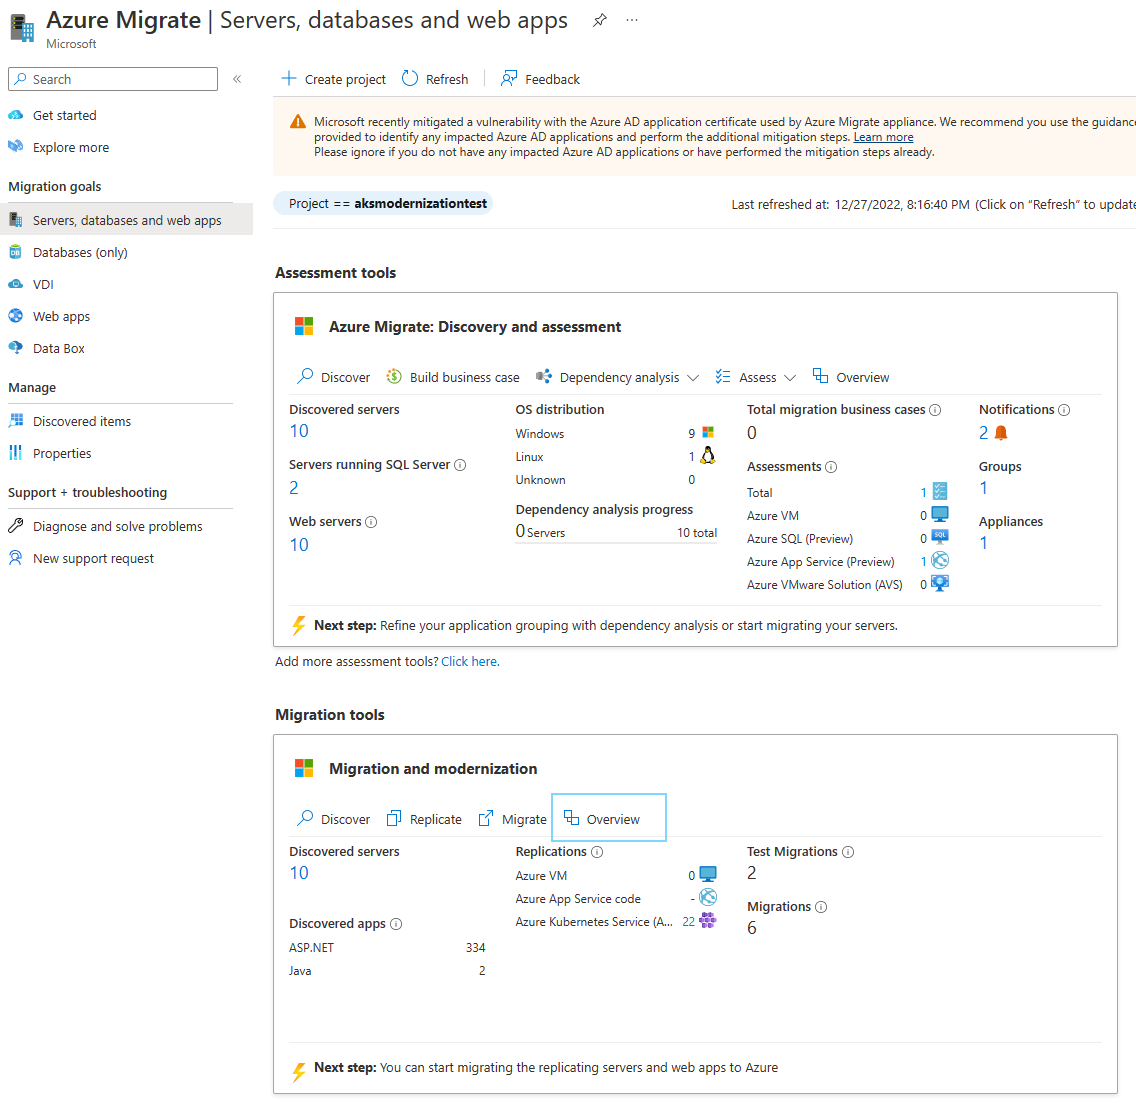 Azure Migrate | Servers, databases and web apps
Microsoft
Search
Get started
Explore more
Migration goals
Servers, databases and web apps
Databases (only)
VDI
Web apps
Data Box
Manage
Discovered items
Properties
Support + troubleshooting
Diagnose and solve problems
New support request
Create project Refresh Feedback
Microsoft recently mitigated a vulnerability with the Azure AD application certificate used by Azure Migrate appliance. We recommend you use the guidanc
provided to identify any impacted Azure AD applications and perform the additional mitigation steps. Learn more
Please ignore if you do not have any impacted Azure AD applications or have performed the mitigation steps already.
Project == aksmodernizationtest
Last refreshed at: 12/27/2022, 8:16:40 PM (Click on “Refresh” to update
Assessment tools
Azure Migrate: Discovery and assessment
Discover Build business case Dependency analysis Assess Overview
Discovered servers
10
Servers running SQL Server
2
Web servers
10
OS distribution
Windows 9
Linux 1
Unknown 0
Dependency analysis progress
0 Servers 10 total
Total migration business cases
0
Assessments
Total 1
Azure VM 0
Azure SQL (Preview) 0 SQL
Azure App Service (Preview) 1
Azure VMware Solution (AVS) 0
Notifications
2
Groups
1
Appliances
1
Next step: Refine your application grouping with dependency analysis or start migrating your servers.
Add more assessment tools? Click here.
Migration tools
Migration and modernization
Discover Replicate Migrate Overview
Discovered servers
10
Discovered apps
ASP.NET 334
Java 2
Replications
Azure VM 0
Azure App Service code -
Azure Kubernetes Service (A... 22
Test Migrations
2
Migrations
6
Next step: You can start migrating the replicating servers and web apps to Azure